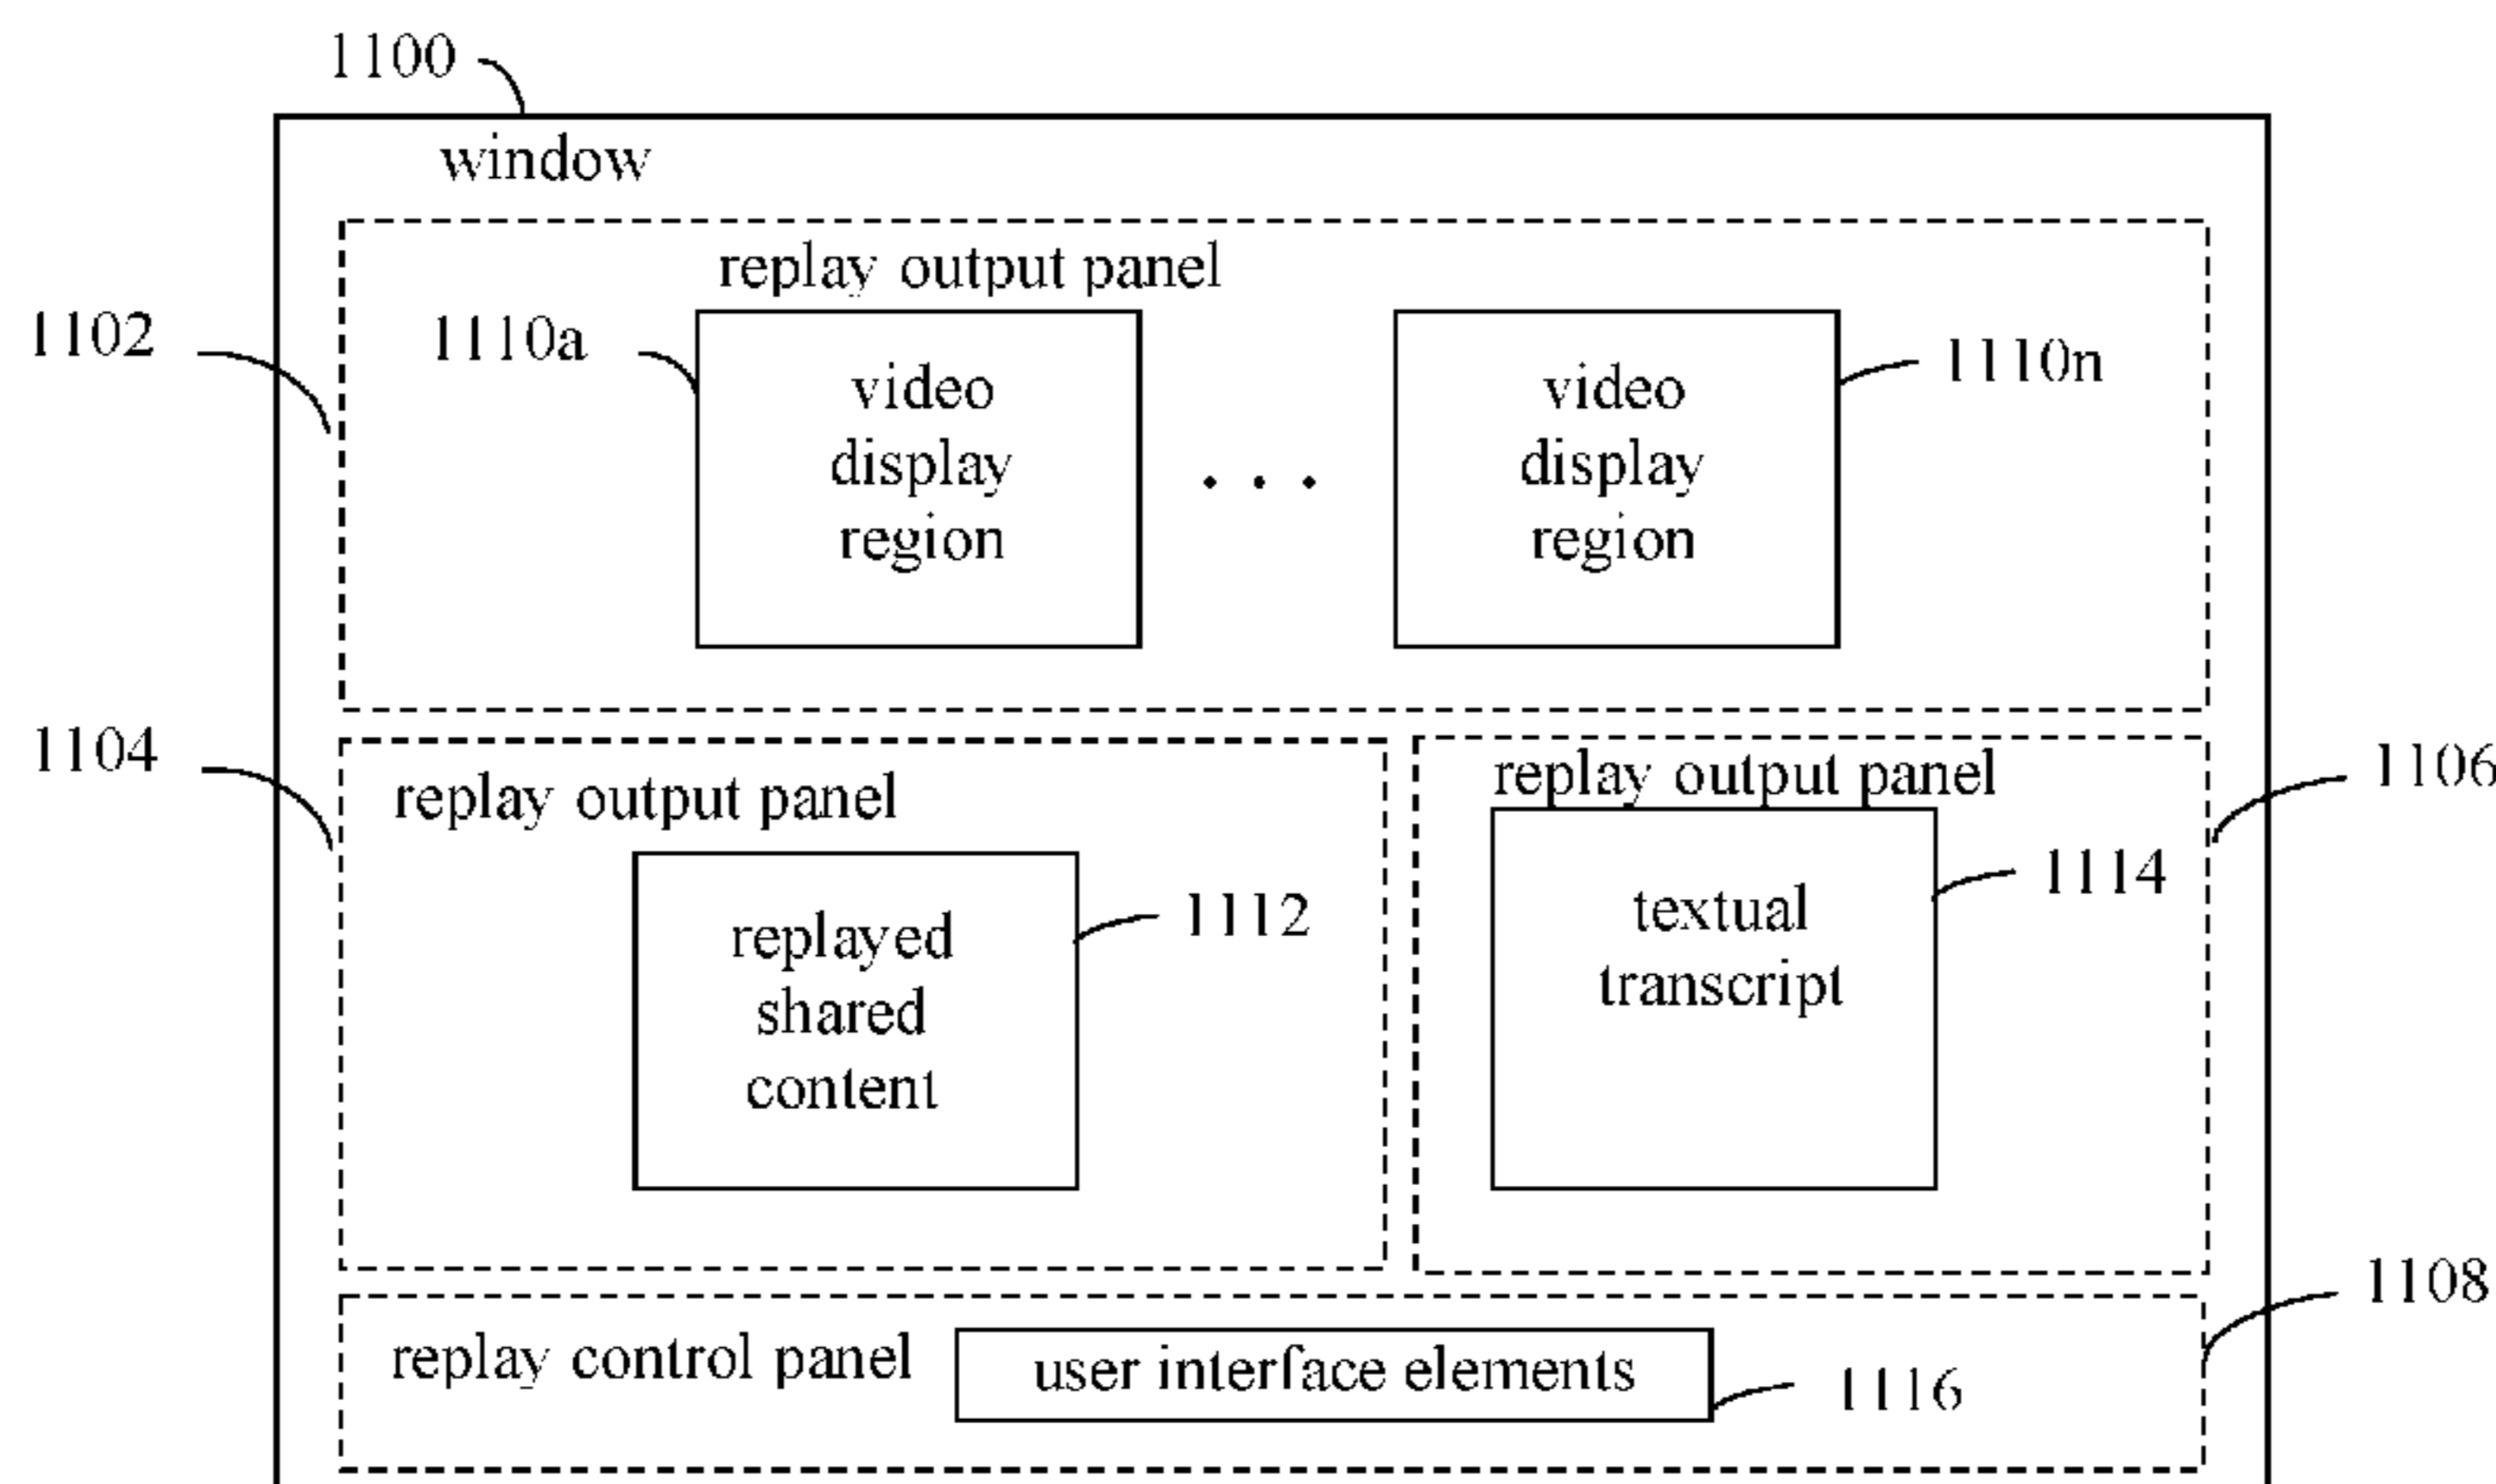 1100
window
replay output panel
1102
1110a
video
display
region
. . .
video
display
region
1110n
1104
replay output panel
replayed
shared
content
1112
replay output panel
textual
transcript
1114
1106
replay control panel
user interface elements
1116
1108